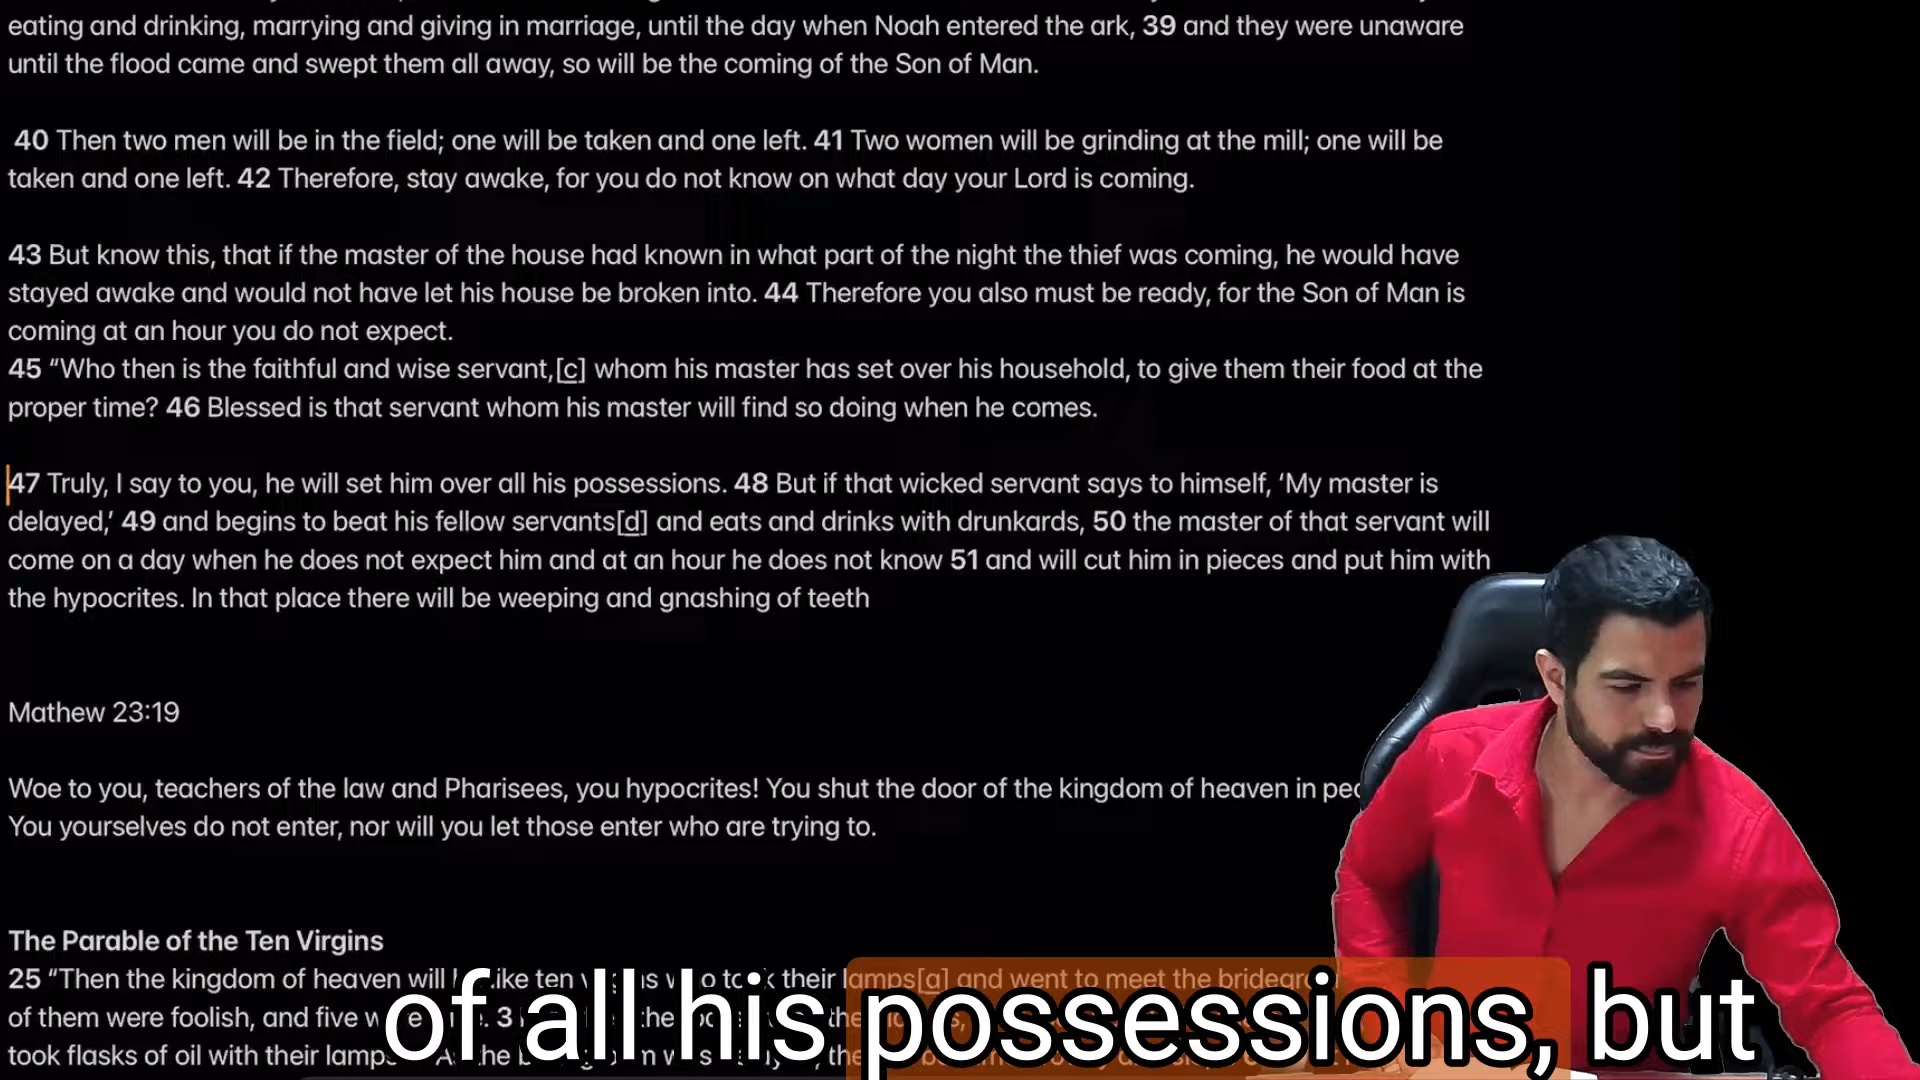 eating and drinking, marrying and giving in marriage, until the day when Noah entered the ark, 39 and they were unaware
until the flood came and swept them all away, so will be the coming of the Son of Man.
40 Then two men will be in the field; one will be taken and one left. 41 Two women will be grinding at the mill; one will be
taken and one left. 42 Therefore, stay awake, for you do not know on what day your Lord is coming.
43 But know this, that if the master of the house had known in what part of the night the thief was coming, he would have
stayed awake and would not have let his house be broken into. 44 Therefore you also must be ready, for the Son of Man is
coming at an hour you do not expect.
45 “Who then is the faithful and wise servant,[c] whom his master has set over his household, to give them their food at the
proper time? 46 Blessed is that servant whom his master will find so doing when he comes.
47 Truly, I say to you, he will set him over all his possessions. 48 But if that wicked servant says to himself, ‘My master is
delayed,’ 49 and begins to beat his fellow servants[d] and eats and drinks with drunkards, 50 the master of that servant will
come on a day when he does not expect him and at an hour he does not know 51 and will cut him in pieces and put him with
the hypocrites. In that place there will be weeping and gnashing of teeth
Mathew 23:19
Woe to you, teachers of the law and Pharisees, you hypocrites! You shut the door of the kingdom of heaven in
You yourselves do not enter, nor will you let those enter who are trying to.
The Parable of the Ten Virgins
25 “Then the kingdom of heaven will like ten their lamps[a] and went to meet the
of them were foolish, and five 3
took flasks of oil with their
of all his possessions, but